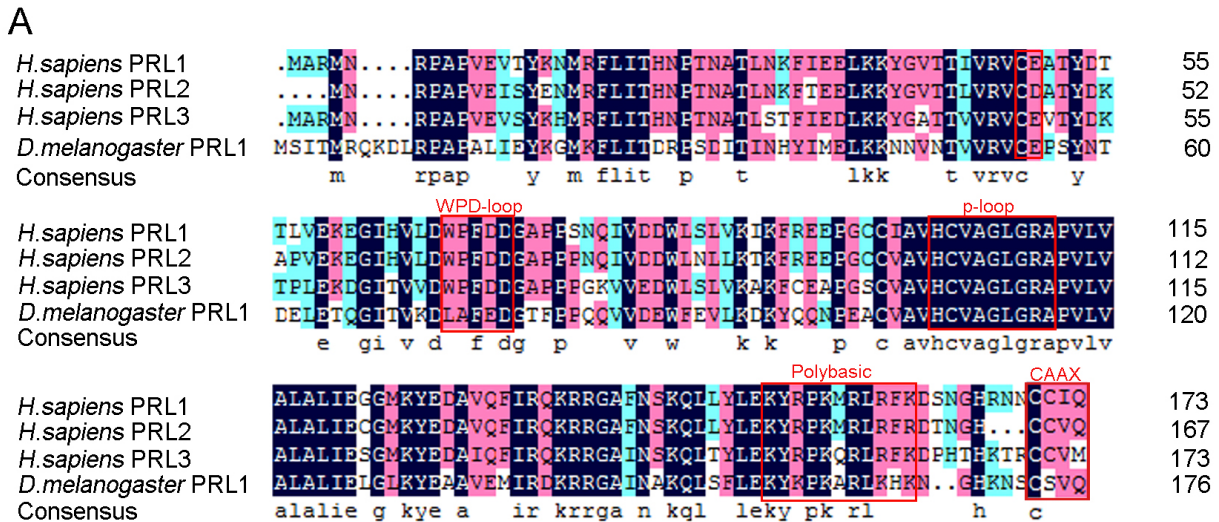 A
H.sapiens PRL1 .MARMN....RPAPVEVTYKNMRFLITHNPTNATLNKFIEELKKYGVTTIVRVCEATYDT 55
H.sapiens PRL2 ....MN....RPAPVEISYENMRFLITHNPTNATLNKFTEELKKYGVTTLVRVCDATYDK 52
H.sapiens PRL3 .MARMN....RPAPVEVSYKHMRFLITHNPTNATLSTFIEDLKKYGATTVVRVCEVTYDK 55
D.melanogaster PRL1 MSITMRQKDLRPAPALIEYKGMKFLITDRPSDITINHYIMELKKNNVNTVVRVCEPSYNT 60
Consensus m rpap y m flit p t lkk t vrvc y
WPD-loop p-loop
H.sapiens PRL1 TLVEKEGIHVLDWPFDDGAPPSNQIVDDWLSLVKIKFREEPGCCIAVHCVAGLGRAPVLV 115
H.sapiens PRL2 APVEKEGIHVLDWPFDDGAPPPNQIVDDWLNLLKTKFREEPGCCVAVHCVAGLGRAPVLV 112
H.sapiens PRL3 TPLEKDGITVVDWPFDDGAPPPGKVVEDWLSLVKAKFCEAPGSCVAVHCVAGLGRAPVLV 115
D.melanogaster PRL1 DELETQGITVKDLAFEDGTFPPQQVVDEWFEVLKDKYQQNPEACVAVHCVAGLGRAPVLV 120
Consensus e gi v d f dg p v w k k p c avhcvaglgrapvlv
Polybasic CAAX
H.sapiens PRL1 ALALIEGGMKYEDAVQFIRQKRRGAFNSKQLLYLEKYRPKMRLRFKDSNGHRNNCCIQ 173
H.sapiens PRL2 ALALIECGMKYEDAVQFIRQKRRGAFNSKQLLYLEKYRPKMRLRFRDTNGH...CCVQ 167
H.sapiens PRL3 ALALIESGMKYEDAIQFIRQKRRGAINSKQLTYLEKYRPKQRLRFKDPHTHKTRCCVM 173
D.melanogaster PRL1 ALALIELGLKYEAAVEMIRDKRRGAINAKQLSFLEKYKPKARLKHKN..GHKNSCSVQ 176
Consensus alalie g kye a ir krrga n kql leky pk rl h c